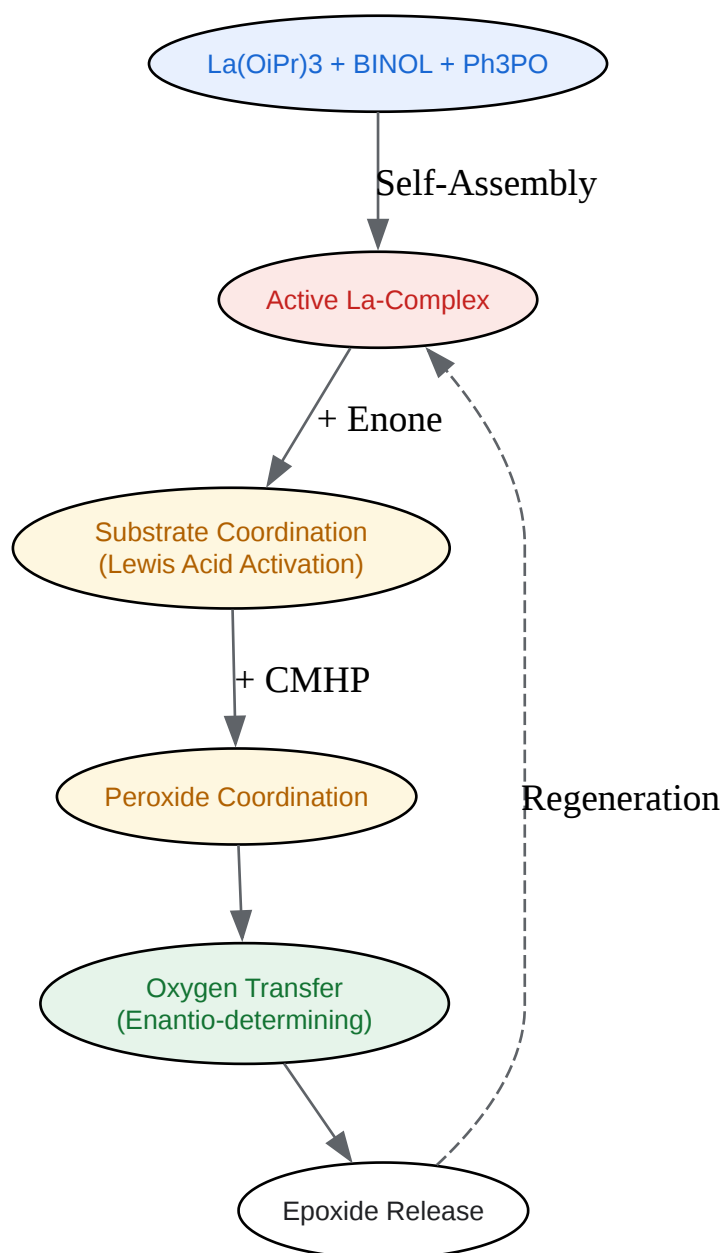 La(OiPr)3 + BINOL + Ph3PO
Self-Assembly
Active La-Complex
+ Enone
Substrate Coordination
(Lewis Acid Activation)
+ CMHP
Peroxide Coordination
Regeneration
Oxygen Transfer
(Enantio-determining)
Epoxide Release